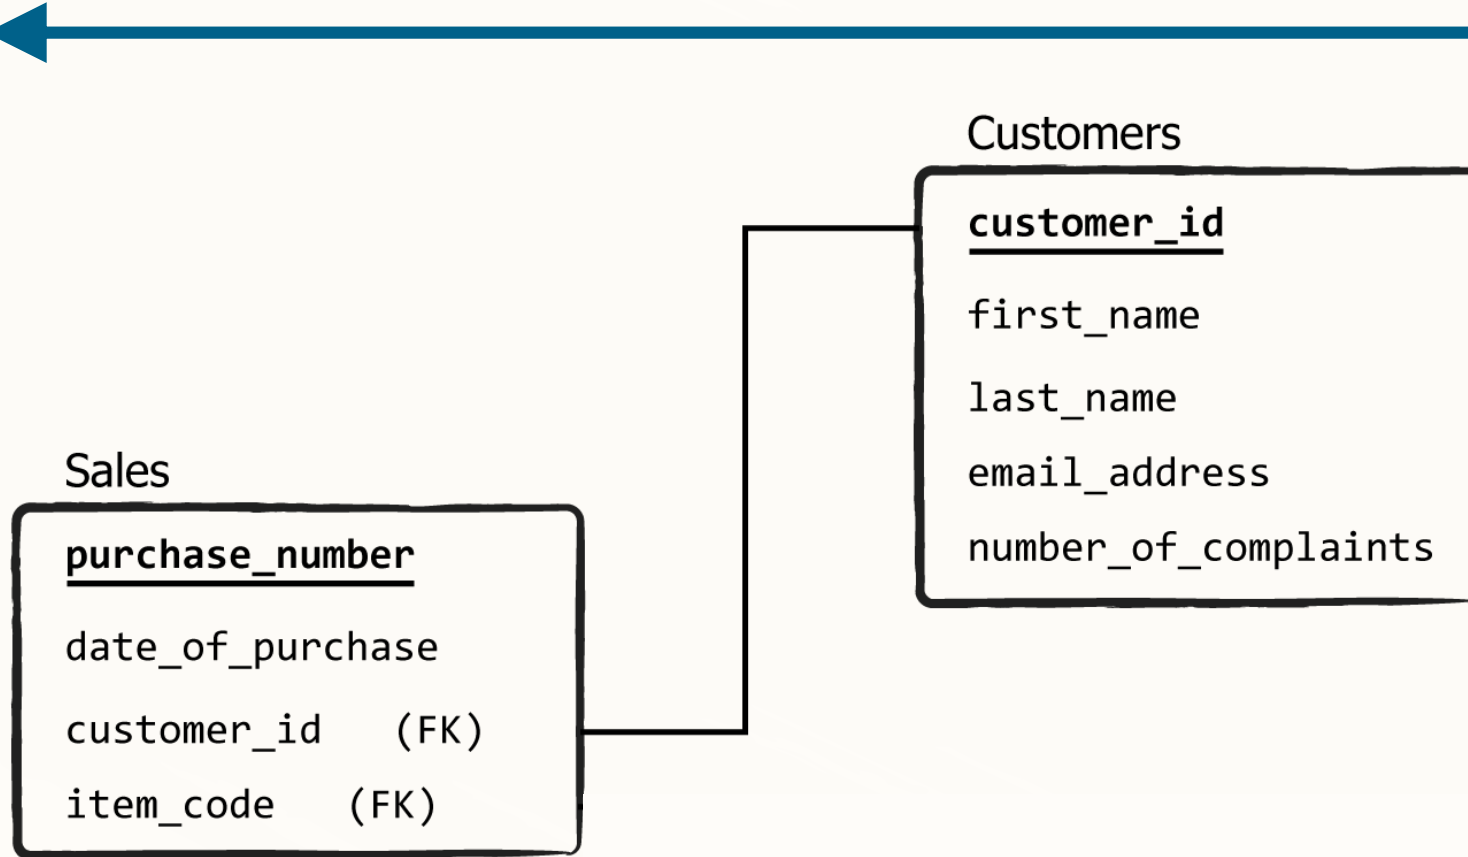 Customers
customer_id
first_name
last_name
email_address
number_of_complaints
Sales
purchase_number
date_of_purchase
customer_id (FK)
item_code (FK)